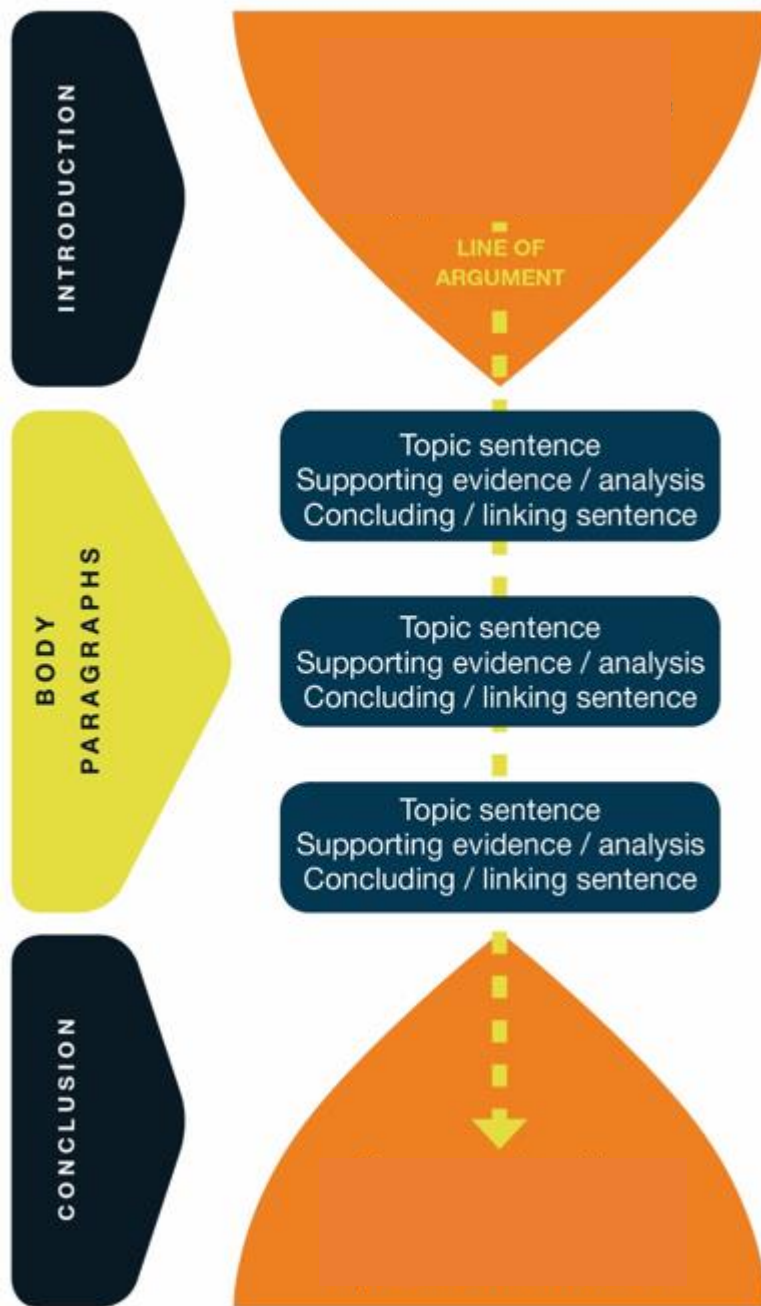 INTRODUCTION
LINE OF
ARGUMENT
Topic sentence
Supporting evidence / analysis
Concluding / linking sentence
BODY
PARAGRAPHS
Topic sentence
Supporting evidence / analysis
Concluding / linking sentence
Topic sentence
Supporting evidence / analysis
Concluding / linking sentence
CONCLUSION